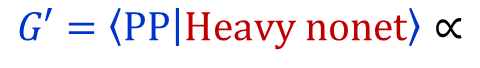 G′ = ⟨PP|Heavy nonet⟩ ∝